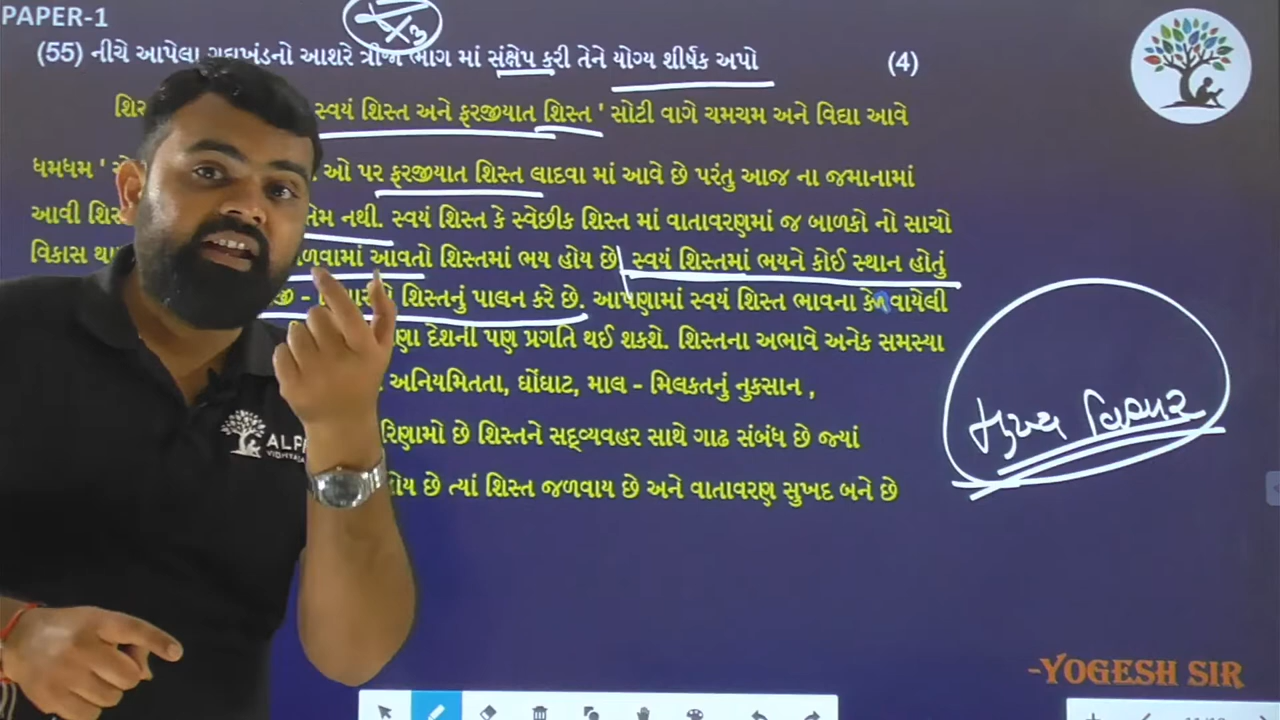 PAPER-1
1/3
(55) નીચે આપેલા ગદ્યખંડનો આશરે ત્રીજા ભાગ માં સંક્ષેપ કરી તેને યોગ્ય શીર્ષક અપો (4)
સ્વયં શિસ્ત અને ફરજીયાત શિસ્ત ' સોટી વાગે ચમચમ અને વિદ્યા આવે
ધમધમ ' ઓ પર ફરજીયાત શિસ્ત લાદવા માં આવે છે પરંતુ આજ ના જમાનામાં
આવી નથી. સ્વયં શિસ્ત કે સ્વેછીક શિસ્ત માં વાતાવરણમાં જ બાળકો નો સાચો
વિકાસ આવતો શિસ્તમાં ભય હોય છે સ્વયં શિસ્તમાં ભયને કોઈ સ્થાન હોતું
શિસ્તનું પાલન કરે છે. આપણામાં સ્વયં શિસ્ત ભાવના કેળવાયેલી
દેશની પણ પ્રગતિ થઈ શકશે. શિસ્તના અભાવે અનેક સમસ્યા
અનિયમિતતા, ઘોંઘાટ, માલ - મિલકતનું નુકસાન ,
છે શિસ્તને સદ્વ્યવહર સાથે ગાઢ સંબંધ છે જ્યાં
છે ત્યાં શિસ્ત જળવાય છે અને વાતાવરણ સુખદ બને છે
મુખ્ય વિચાર
-YOGESH SIR